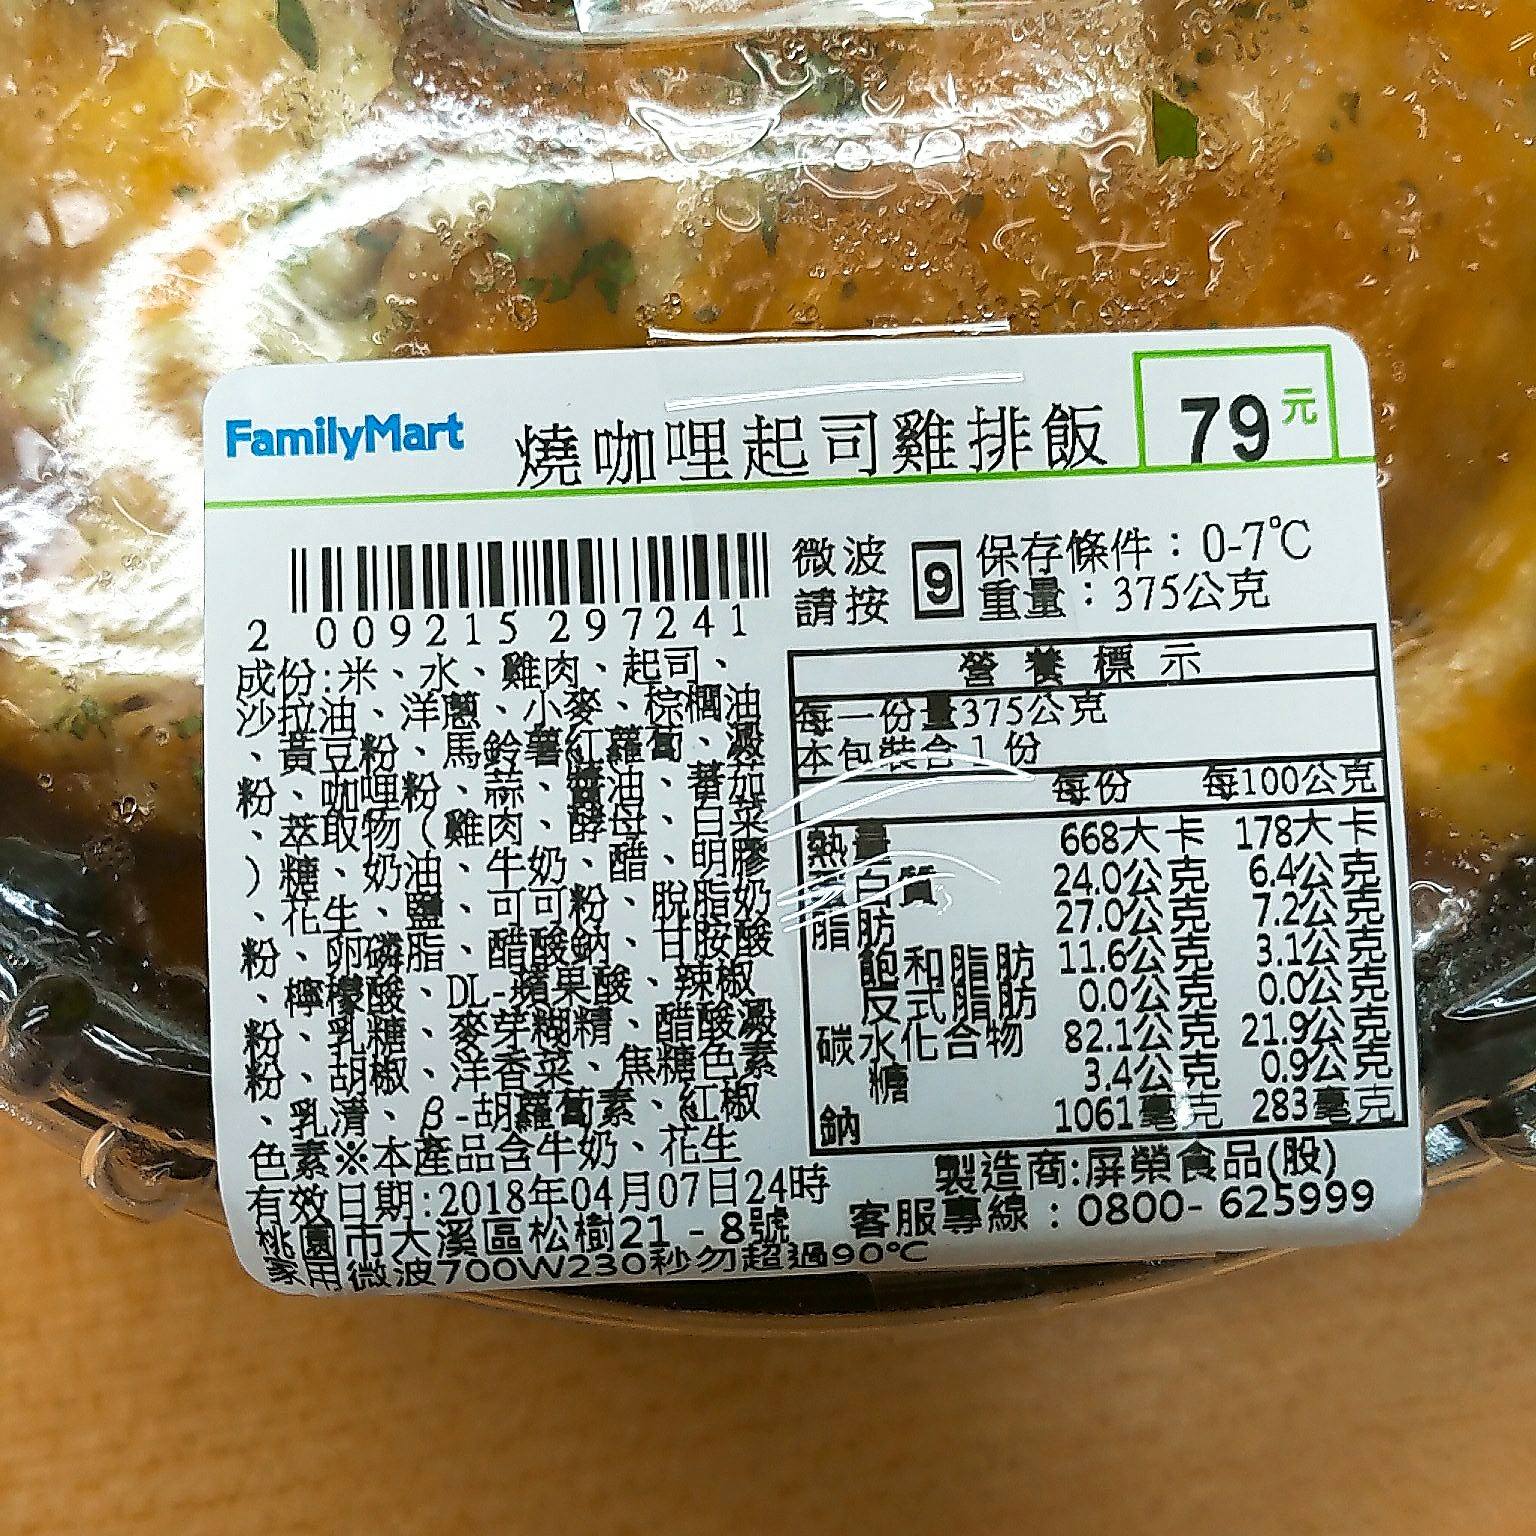 FamilyMart 燒咖哩起司雞排飯 79元
2 009215 297241
成份:米、水、雞肉、起司、
沙拉油、洋蔥、小麥、棕櫚油
、黃豆粉、馬鈴薯紅蘿蔔、澱
粉、咖哩粉、蒜、醬油、蕃茄
、萃取物(雞肉、酵母、白菜
)糖、奶油、牛奶、醋、明膠
、花生、鹽、可可粉、脫脂奶
粉、卵磷脂、醋酸鈉、甘胺酸
、檸檬酸、DL-蘋果酸、辣椒
粉、乳糖、麥芽糊精、醋酸澱
粉、胡椒、洋香菜、焦糖色素
、乳清、β-胡蘿蔔素、紅椒
色素※本產品含牛奶、花生
有效日期:2018年04月07日24時
桃園市大溪區松樹21-8號
家用微波700W230秒勿超過90℃
微波請按 9
保存條件：0-7℃
重量：375公克
營養標示
每一份量375公克
本包裝含1份
每份 每100公克
熱量 668大卡 178大卡
蛋白質 24.0公克 6.4公克
脂肪 27.0公克 7.2公克
飽和脂肪 11.6公克 3.1公克
反式脂肪 0.0公克 0.0公克
碳水化合物 82.1公克 21.9公克
糖 3.4公克 0.9公克
鈉 1061毫克 283毫克
製造商:屏榮食品(股)
客服專線：0800-625999